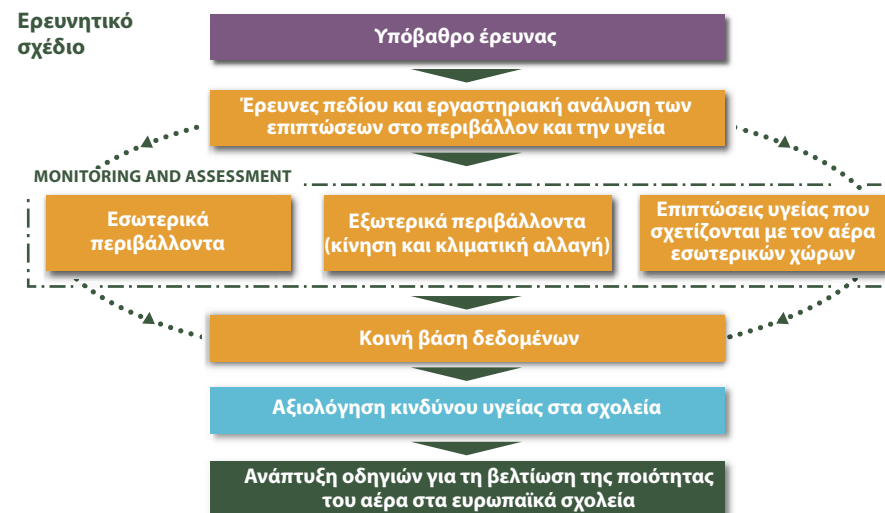 Ερευνητικό
σχέδιο
Υπόβαθρο έρευνας
Έρευνες πεδίου και εργαστηριακή ανάλυση των
επιπτώσεων στο περιβάλλον και την υγεία
MONITORING AND ASSESSMENT
Εσωτερικά
περιβάλλοντα
Εξωτερικά περιβάλλοντα
(κίνηση και κλιματική αλλαγή)
Επιπτώσεις υγείας που
σχετίζονται με τον αέρα
εσωτερικών χώρων
Κοινή βάση δεδομένων
Αξιολόγηση κινδύνου υγείας στα σχολεία
Ανάπτυξη οδηγιών για τη βελτίωση της ποιότητας
του αέρα στα ευρωπαϊκά σχολεία